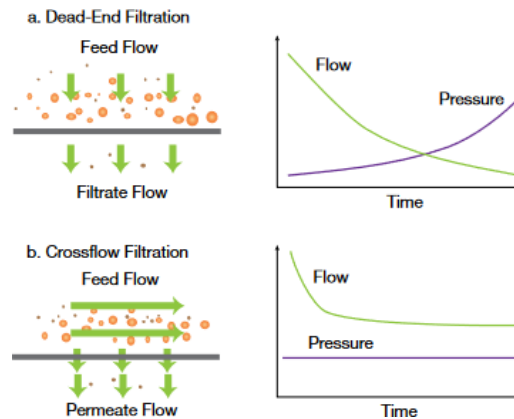 a. Dead-End Filtration
Feed Flow
Filtrate Flow
Flow
Pressure
Time
b. Crossflow Filtration
Feed Flow
Permeate Flow
Flow
Pressure
Time